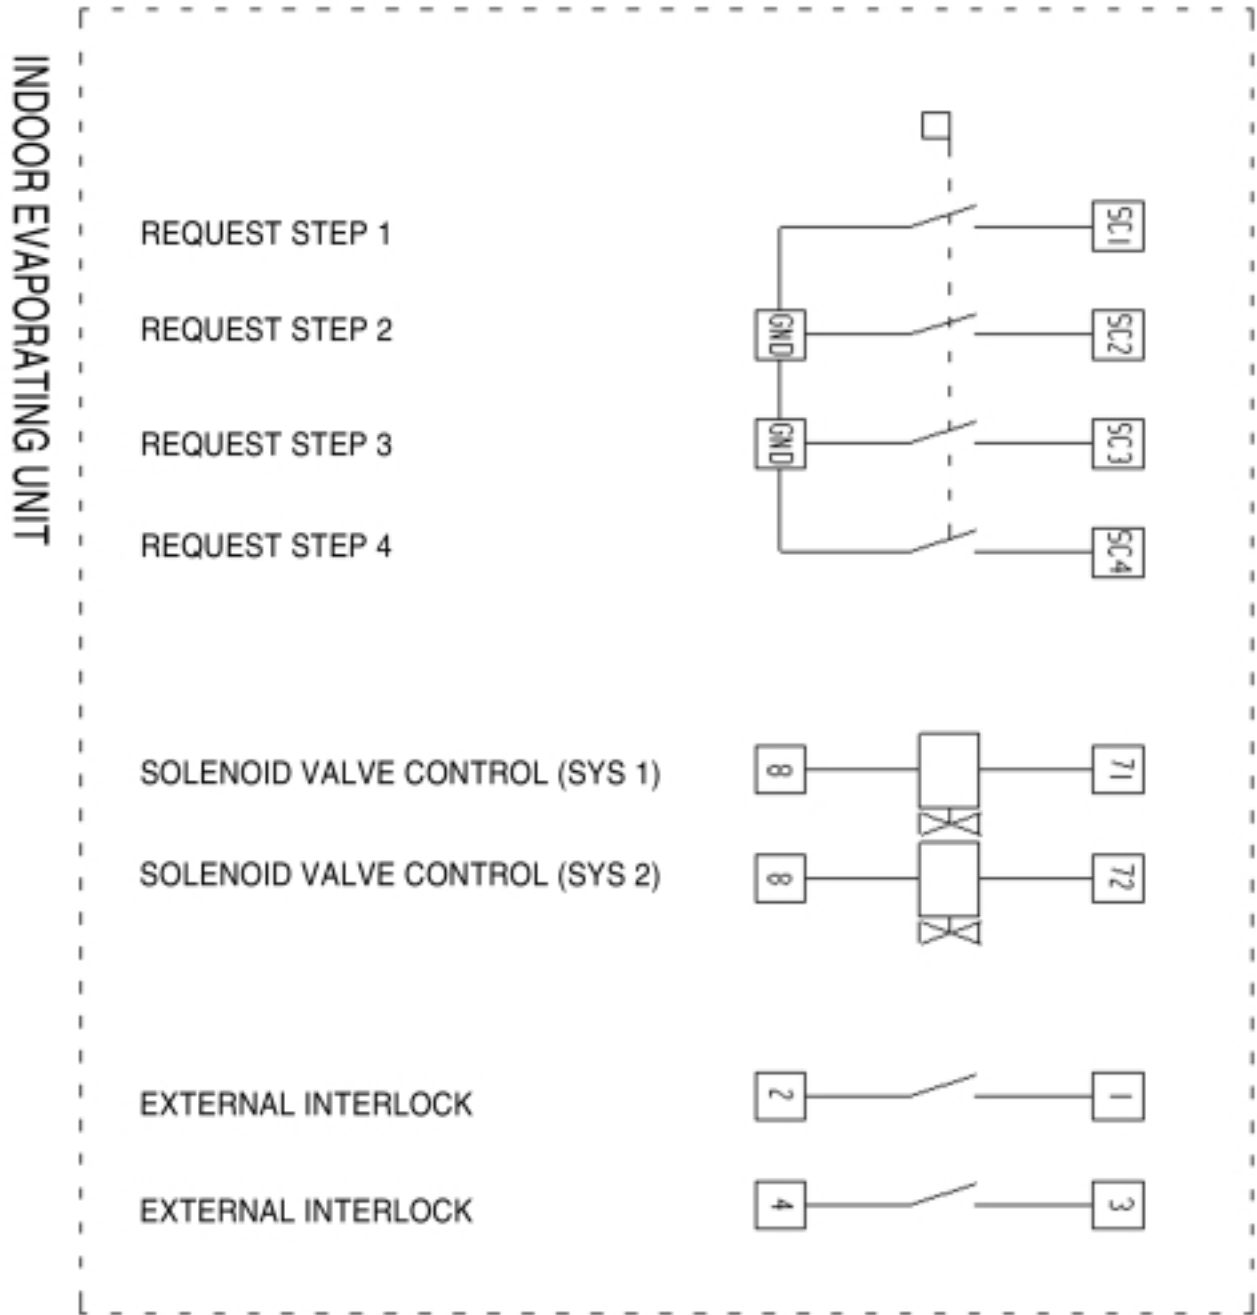 INDOOR EVAPORATING UNIT
REQUEST STEP 1
SC1
REQUEST STEP 2
GND
SC2
REQUEST STEP 3
GND
SC3
REQUEST STEP 4
SC4
SOLENOID VALVE CONTROL (SYS 1)
8
71
SOLENOID VALVE CONTROL (SYS 2)
8
72
EXTERNAL INTERLOCK
2
1
EXTERNAL INTERLOCK
4
3